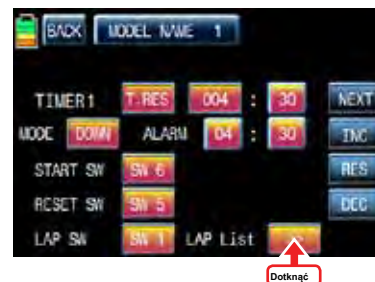 BACK MODEL NAME 1
TIMER1 T.RES 004 : 30 NEXT
MODE DOWN ALARM 04 : 30 INC
START SW SW 6 RES
RESET SW SW 5 DEC
LAP SW SW 1 LAP List
Dotknąć